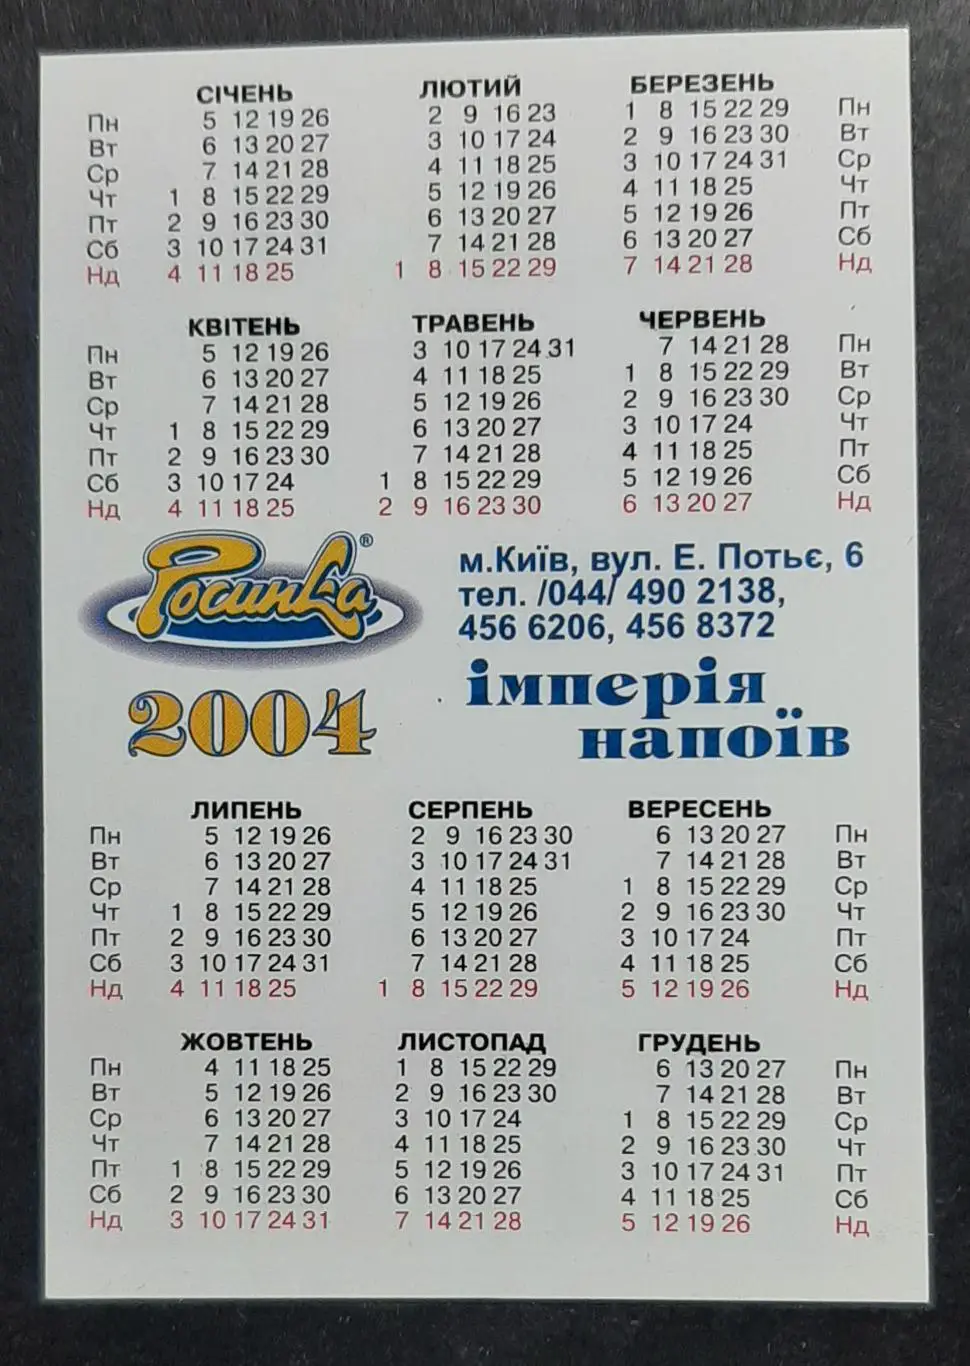 СІЧЕНЬ ЛЮТИЙ БЕРЕЗЕНЬ
Пн 5 12 19 26 2 9 16 23 1 8 15 22 29 Пн
Вт 6 13 20 27 3 10 17 24 2 9 16 23 30 Вт
Ср 7 14 21 28 4 11 18 25 3 10 17 24 31 Ср
Чт 1 8 15 22 29 5 12 19 26 4 11 18 25 Чт
Пт 2 9 16 23 30 6 13 20 27 5 12 19 26 Пт
Сб 3 10 17 24 31 7 14 21 28 6 13 20 27 Сб
Нд 4 11 18 25 1 8 15 22 29 7 14 21 28 Нд
КВІТЕНЬ ТРАВЕНЬ ЧЕРВЕНЬ
Пн 5 12 19 26 3 10 17 24 31 7 14 21 28 Пн
Вт 6 13 20 27 4 11 18 25 1 8 15 22 29 Вт
Ср 7 14 21 28 5 12 19 26 2 9 16 23 30 Ср
Чт 1 8 15 22 29 6 13 20 27 3 10 17 24 Чт
Пт 2 9 16 23 30 7 14 21 28 4 11 18 25 Пт
Сб 3 10 17 24 1 8 15 22 29 5 12 19 26 Сб
Нд 4 11 18 25 2 9 16 23 30 6 13 20 27 Нд
Росинка®
2004
м.Київ, вул. Е. Потьє, 6
тел. /044/ 490 2138,
456 6206, 456 8372
імперія
напоїв
ЛИПЕНЬ СЕРПЕНЬ ВЕРЕСЕНЬ
Пн 5 12 19 26 2 9 16 23 30 6 13 20 27 Пн
Вт 6 13 20 27 3 10 17 24 31 7 14 21 28 Вт
Ср 7 14 21 28 4 11 18 25 1 8 15 22 29 Ср
Чт 1 8 15 22 29 5 12 19 26 2 9 16 23 30 Чт
Пт 2 9 16 23 30 6 13 20 27 3 10 17 24 Пт
Сб 3 10 17 24 31 7 14 21 28 4 11 18 25 Сб
Нд 4 11 18 25 1 8 15 22 29 5 12 19 26 Нд
ЖОВТЕНЬ ЛИСТОПАД ГРУДЕНЬ
Пн 4 11 18 25 1 8 15 22 29 6 13 20 27 Пн
Вт 5 12 19 26 2 9 16 23 30 7 14 21 28 Вт
Ср 6 13 20 27 3 10 17 24 1 8 15 22 29 Ср
Чт 7 14 21 28 4 11 18 25 2 9 16 23 30 Чт
Пт 1 8 15 22 29 5 12 19 26 3 10 17 24 31 Пт
Сб 2 9 16 23 30 6 13 20 27 4 11 18 25 Сб
Нд 3 10 17 24 31 7 14 21 28 5 12 19 26 Нд